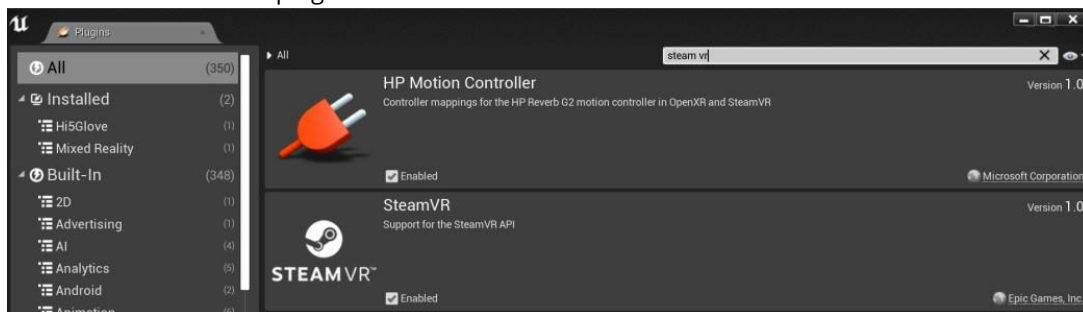 Plugins
All
steam vr
All (350)
Installed (2)
Hi5Glove (1)
Mixed Reality (1)
Built-In (348)
2D (1)
Advertising (1)
AI (4)
Analytics (5)
Android (2)
HP Motion Controller
Version 1.0
Controller mappings for the HP Reverb G2 motion controller in OpenXR and SteamVR
Enabled
Microsoft Corporation
SteamVR
Version 1.0
Support for the SteamVR API
STEAMVR™
Enabled
Epic Games, Inc.